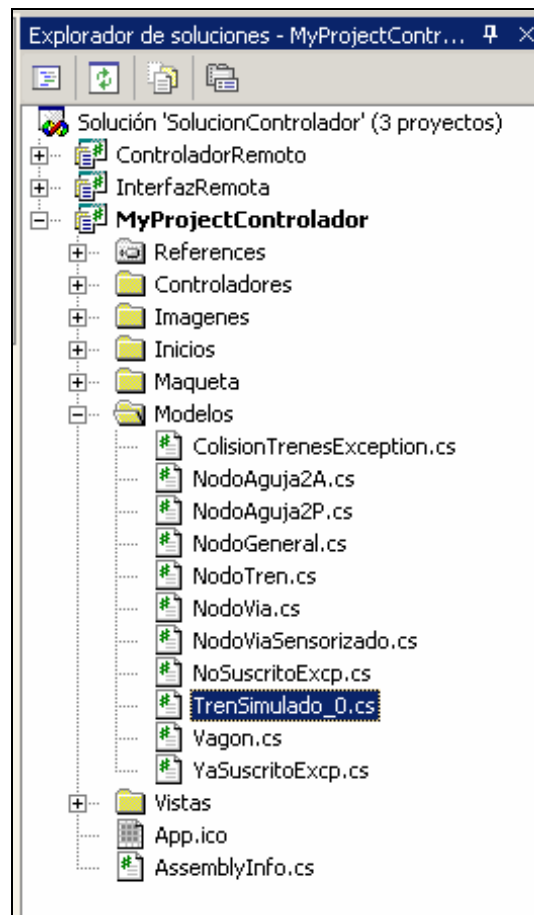 Explorador de soluciones - MyProjectContr...
Solución 'SolucionControlador' (3 proyectos)
ControladorRemoto
InterfazRemota
MyProjectControlador
References
Controladores
Imagenes
Inicios
Maqueta
Modelos
ColisionTrenesException.cs
NodoAguja2A.cs
NodoAguja2P.cs
NodoGeneral.cs
NodoTren.cs
NodoVia.cs
NodoViaSensorizado.cs
NoSuscritoExcp.cs
TrenSimulado_0.cs
Vagon.cs
YaSuscritoExcp.cs
Vistas
App.ico
AssemblyInfo.cs